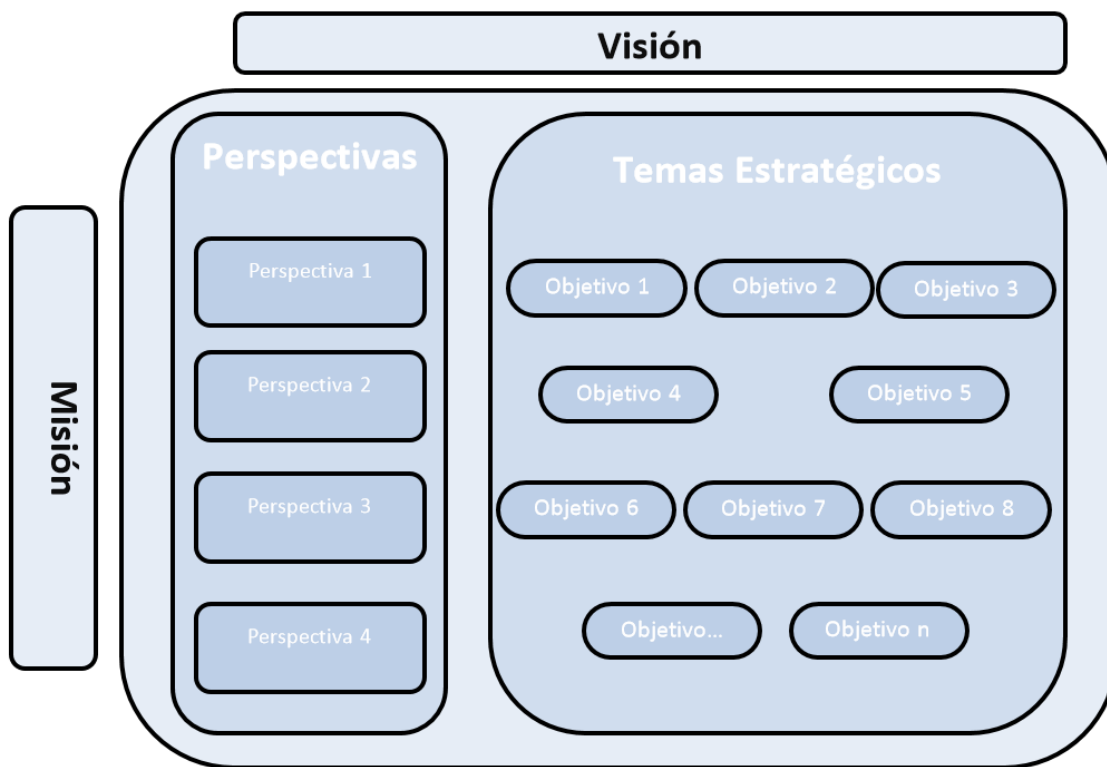 Visión
Misión
Perspectivas
Perspectiva 1
Perspectiva 2
Perspectiva 3
Perspectiva 4
Temas Estratégicos
Objetivo 1
Objetivo 2
Objetivo 3
Objetivo 4
Objetivo 5
Objetivo 6
Objetivo 7
Objetivo 8
Objetivo...
Objetivo n